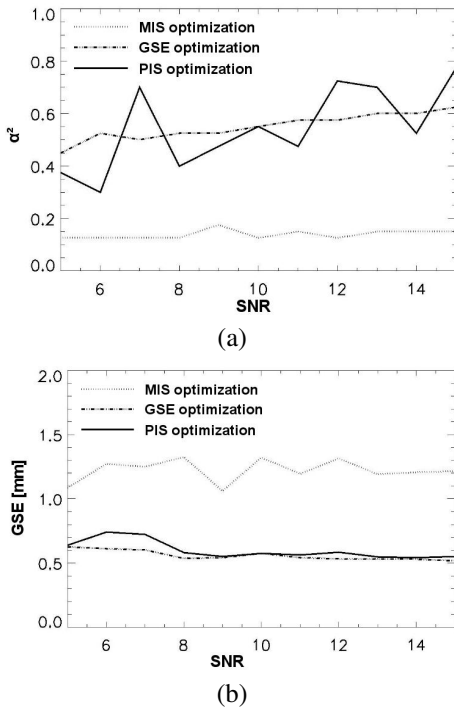 1.0
MIS optimization
GSE optimization
PIS optimization
0.8
0.6
α²
0.4
0.2
0.0
6 8 10 12 14
SNR
(a)
2.0
MIS optimization
GSE optimization
PIS optimization
1.5
GSE [mm]
1.0
0.5
0.0
6 8 10 12 14
SNR
(b)